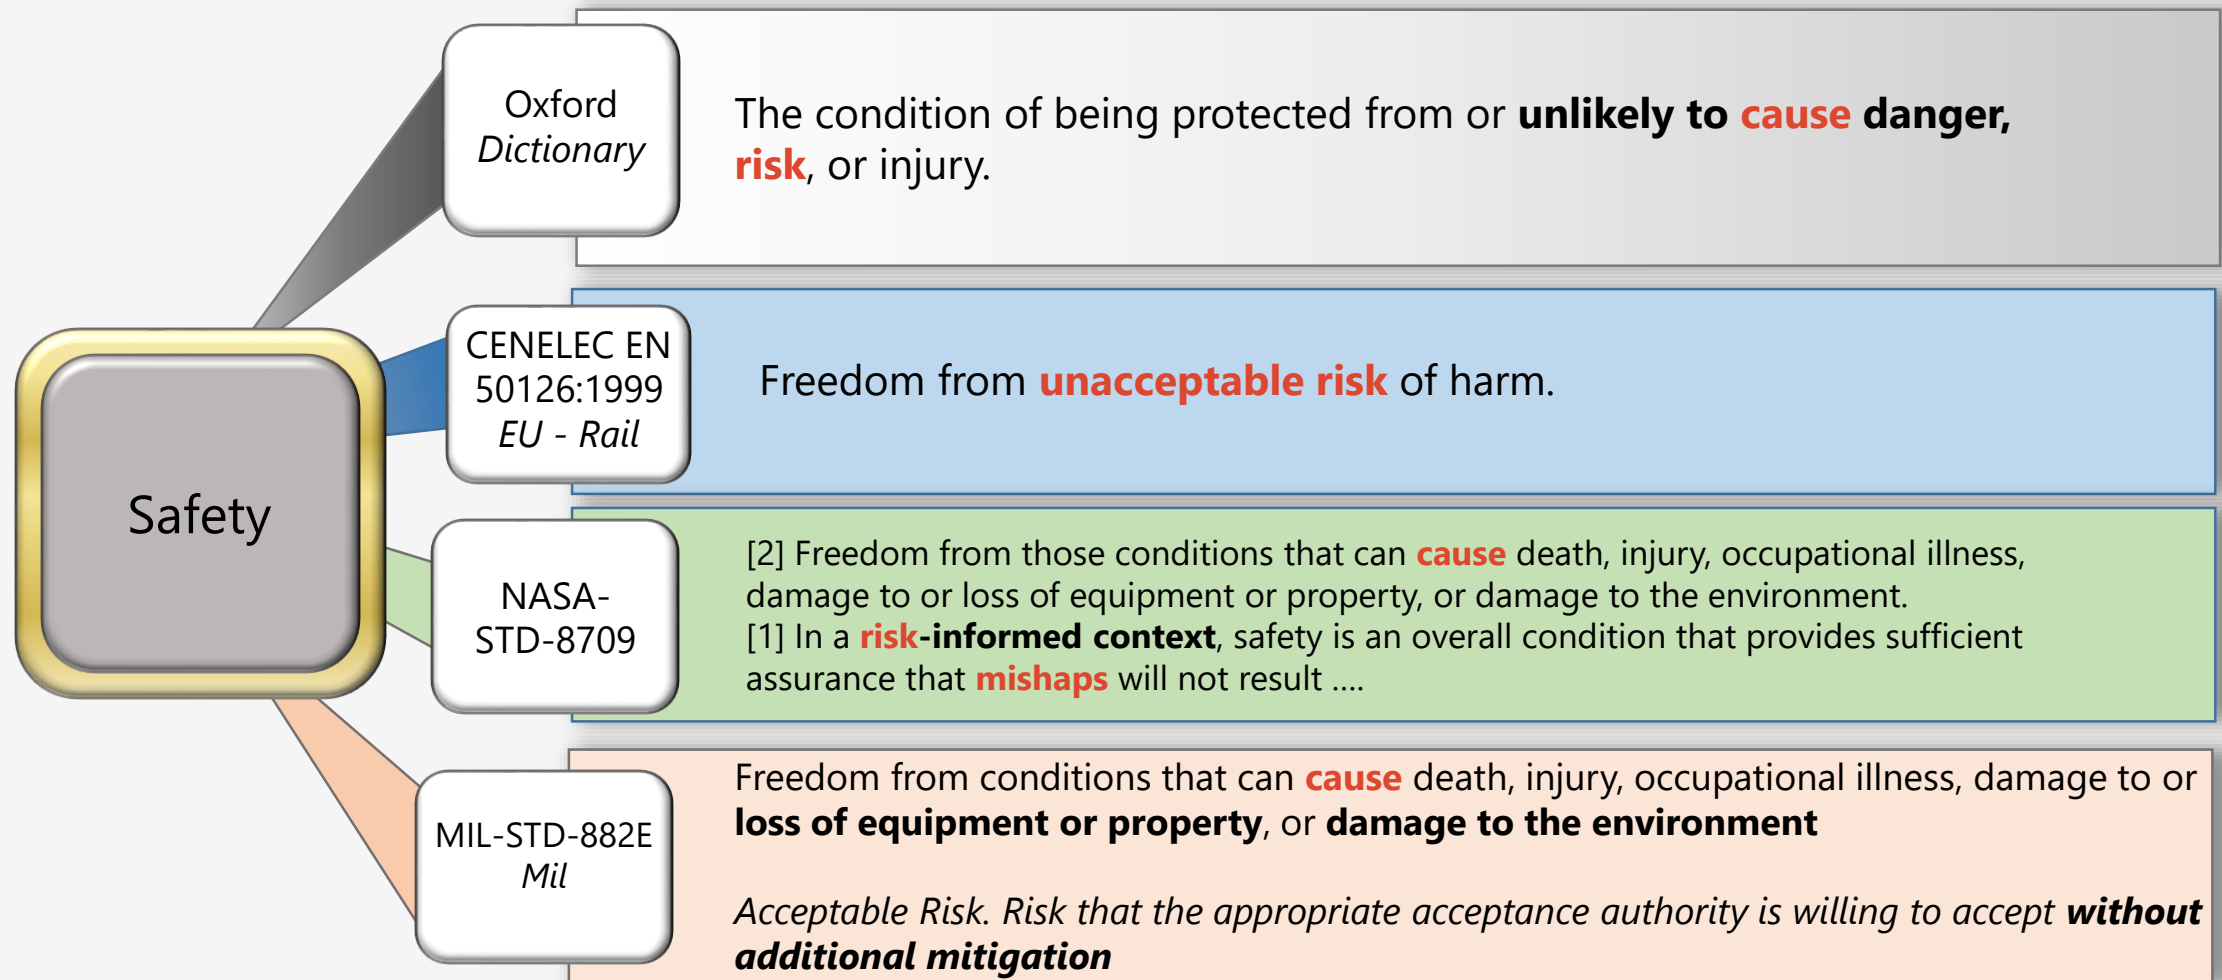 Safety
Oxford
Dictionary
The condition of being protected from or unlikely to cause danger,
risk, or injury.
CENELEC EN
50126:1999
EU - Rail
Freedom from unacceptable risk of harm.
NASA-
STD-8709
[2] Freedom from those conditions that can cause death, injury, occupational illness,
damage to or loss of equipment or property, or damage to the environment.
[1] In a risk-informed context, safety is an overall condition that provides sufficient
assurance that mishaps will not result ....
MIL-STD-882E
Mil
Freedom from conditions that can cause death, injury, occupational illness, damage to or
loss of equipment or property, or damage to the environment
Acceptable Risk. Risk that the appropriate acceptance authority is willing to accept without
additional mitigation